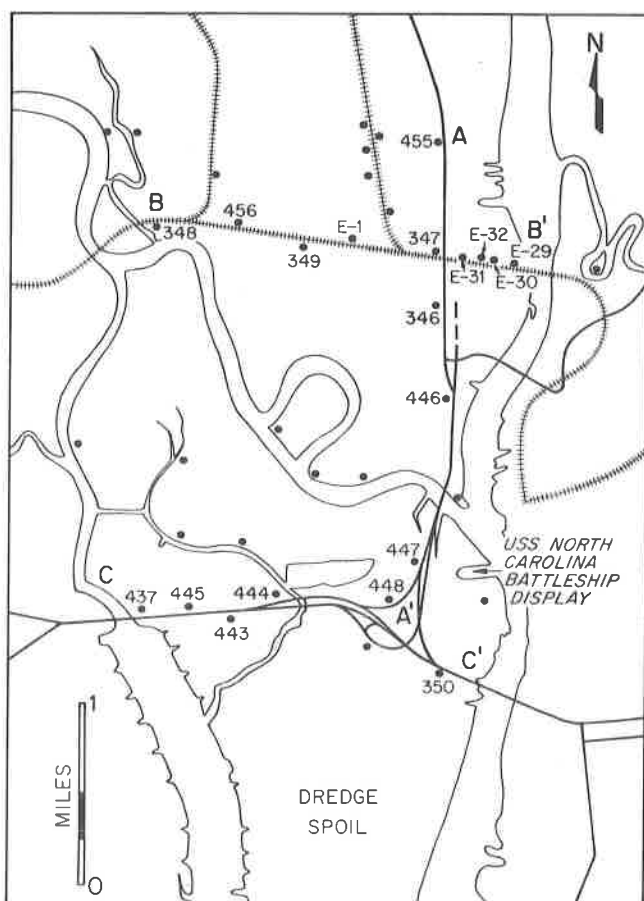 N
455
A
B
456
B'
348
E-1
347
E-32
E-29
349
E-31
E-30
346
446
447
USS NORTH
CAROLINA
BATTLESHIP
DISPLAY
C
437
445
444
448
A'
443
C'
350
1
MILES
0
DREDGE
SPOIL